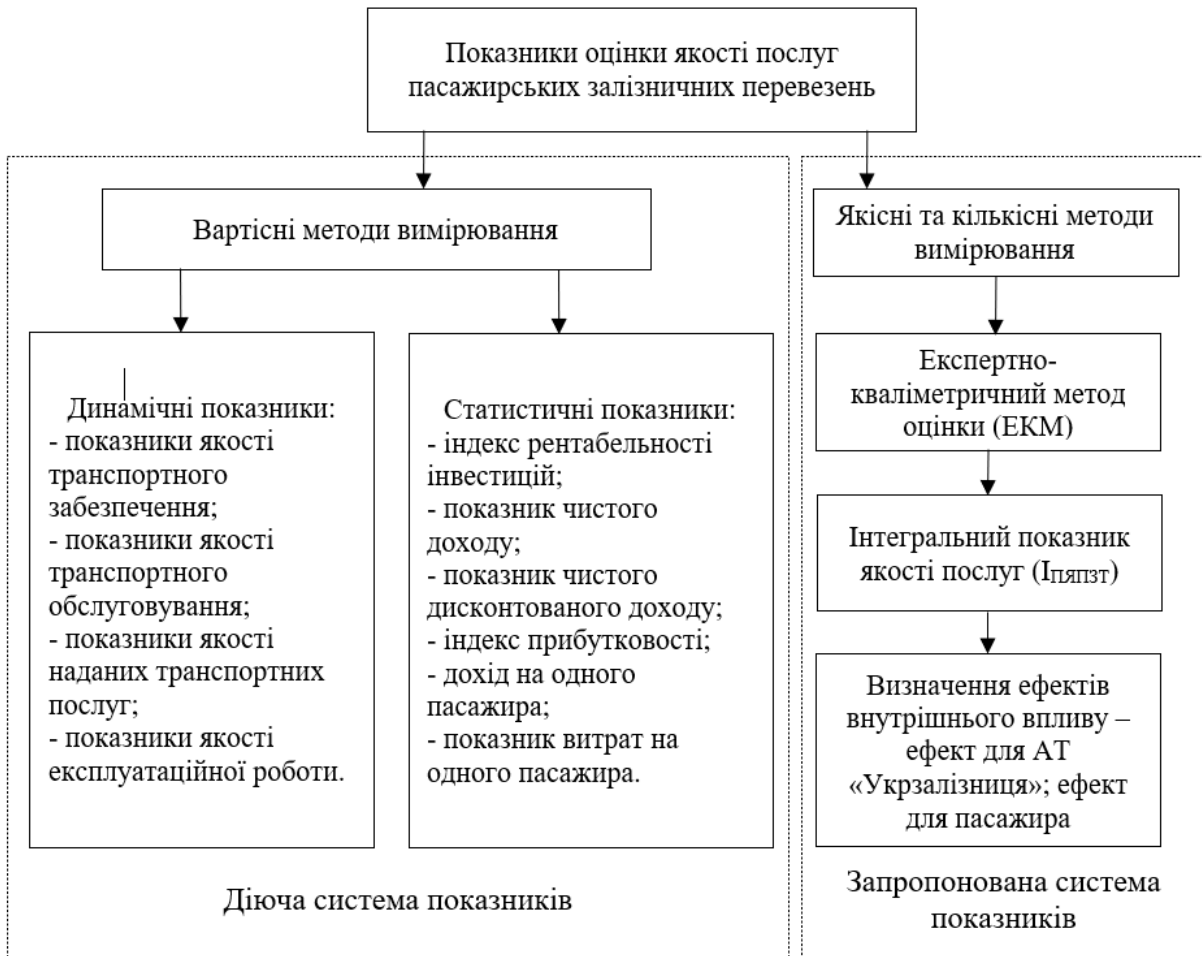 Показники оцінки якості послуг
пасажирських залізничних перевезень
Вартісні методи вимірювання
Якісні та кількісні методи
вимірювання
Динамічні показники:
- показники якості
транспортного
забезпечення;
- показники якості
транспортного
обслуговування;
- показники якості
наданих транспортних
послуг;
- показники якості
експлуатаційної роботи.
Статистичні показники:
- індекс рентабельності
інвестицій;
- показник чистого
доходу;
- показник чистого
дисконтованого доходу;
- індекс прибутковості;
- дохід на одного
пасажира;
- показник витрат на
одного пасажира.
Експертно-
кваліметричний метод
оцінки (ЕКМ)
Інтегральний показник
якості послуг (Іпяпзт)
Визначення ефектів
внутрішнього впливу –
ефект для АТ
«Укрзалізниця»; ефект
для пасажира
Діюча система показників
Запропонована система
показників